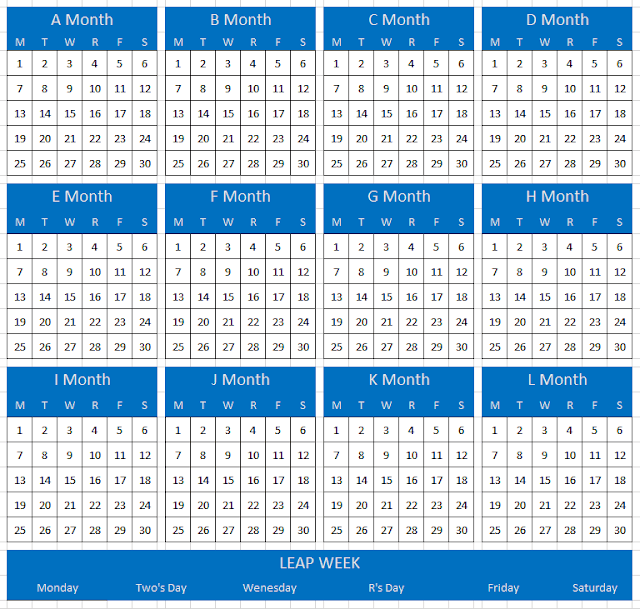 A Month B Month C Month D Month
M T W R F S M T W R F S M T W R F S M T W R F S
1 2 3 4 5 6 1 2 3 4 5 6 1 2 3 4 5 6 1 2 3 4 5 6
7 8 9 10 11 12 7 8 9 10 11 12 7 8 9 10 11 12 7 8 9 10 11 12
13 14 15 16 17 18 13 14 15 16 17 18 13 14 15 16 17 18 13 14 15 16 17 18
19 20 21 22 23 24 19 20 21 22 23 24 19 20 21 22 23 24 19 20 21 22 23 24
25 26 27 28 29 30 25 26 27 28 29 30 25 26 27 28 29 30 25 26 27 28 29 30
E Month F Month G Month H Month
M T W R F S M T W R F S M T W R F S M T W R F S
1 2 3 4 5 6 1 2 3 4 5 6 1 2 3 4 5 6 1 2 3 4 5 6
7 8 9 10 11 12 7 8 9 10 11 12 7 8 9 10 11 12 7 8 9 10 11 12
13 14 15 16 17 18 13 14 15 16 17 18 13 14 15 16 17 18 13 14 15 16 17 18
19 20 21 22 23 24 19 20 21 22 23 24 19 20 21 22 23 24 19 20 21 22 23 24
25 26 27 28 29 30 25 26 27 28 29 30 25 26 27 28 29 30 25 26 27 28 29 30
I Month J Month K Month L Month
M T W R F S M T W R F S M T W R F S M T W R F S
1 2 3 4 5 6 1 2 3 4 5 6 1 2 3 4 5 6 1 2 3 4 5 6
7 8 9 10 11 12 7 8 9 10 11 12 7 8 9 10 11 12 7 8 9 10 11 12
13 14 15 16 17 18 13 14 15 16 17 18 13 14 15 16 17 18 13 14 15 16 17 18
19 20 21 22 23 24 19 20 21 22 23 24 19 20 21 22 23 24 19 20 21 22 23 24
25 26 27 28 29 30 25 26 27 28 29 30 25 26 27 28 29 30 25 26 27 28 29 30
LEAP WEEK
Monday Two's Day Wenesday R's Day Friday Saturday